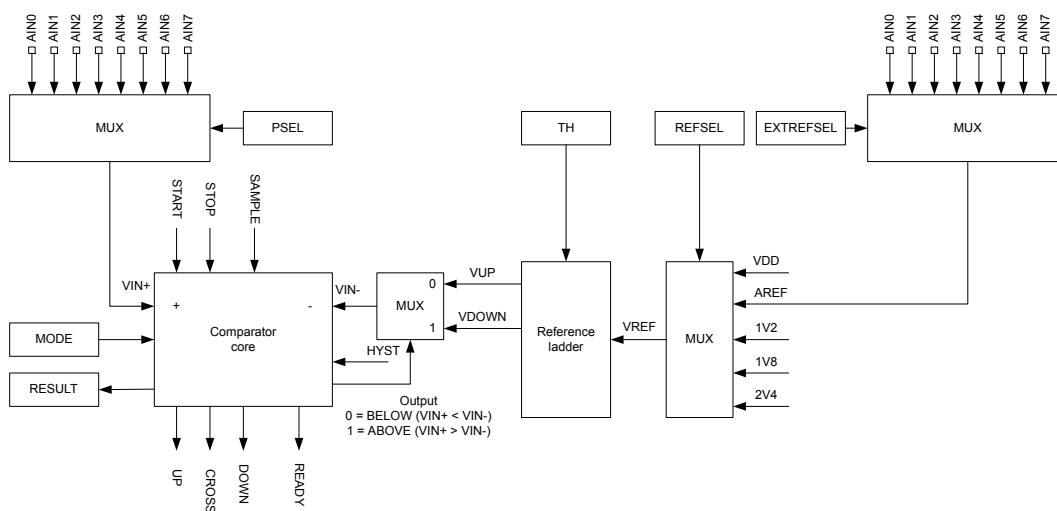 AIN0
AIN1
AIN2
AIN3
AIN4
AIN5
AIN6
AIN7
AIN0
AIN1
AIN2
AIN3
AIN4
AIN5
AIN6
AIN7
MUX
PSEL
TH
REFSEL
EXTREFSEL
MUX
START
STOP
SAMPLE
VIN+
+
-
VIN-
MUX
0
1
VUP
VDOWN
Reference
ladder
VREF
MUX
VDD
AREF
1V2
1V8
2V4
MODE
Comparator
core
HYST
RESULT
Output
0 = BELOW (VIN+ < VIN-)
1 = ABOVE (VIN+ > VIN-)
UP
CROSS
DOWN
READY